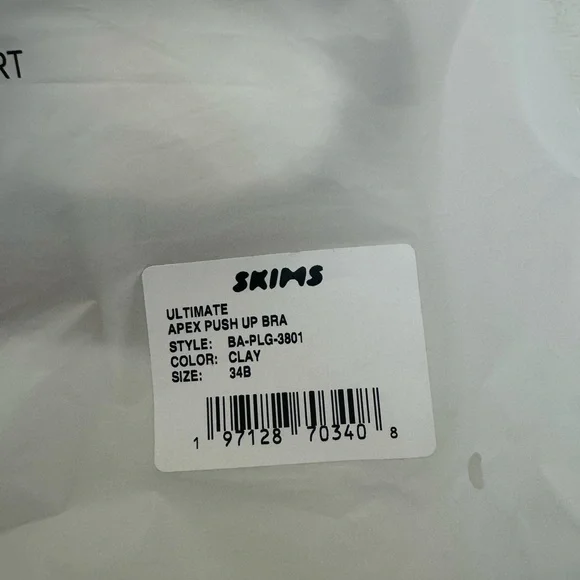 RT
SKIMS
ULTIMATE
APEX PUSH UP BRA
STYLE: BA-PLG-3801
COLOR: CLAY
SIZE: 34B
1 97128 70340 8